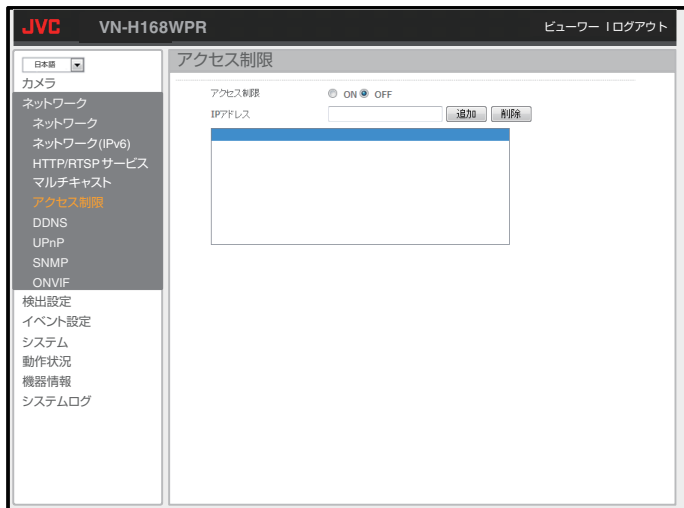 JVC VN-H168WPR ビューワー | ログアウト
日本語
カメラ
ネットワーク
ネットワーク
ネットワーク(IPv6)
HTTP/RTSPサービス
マルチキャスト
アクセス制限
DDNS
UPnP
SNMP
ONVIF
検出設定
イベント設定
システム
動作状況
機器情報
システムログ
アクセス制限
アクセス制限 ON OFF
IPアドレス 追加 削除